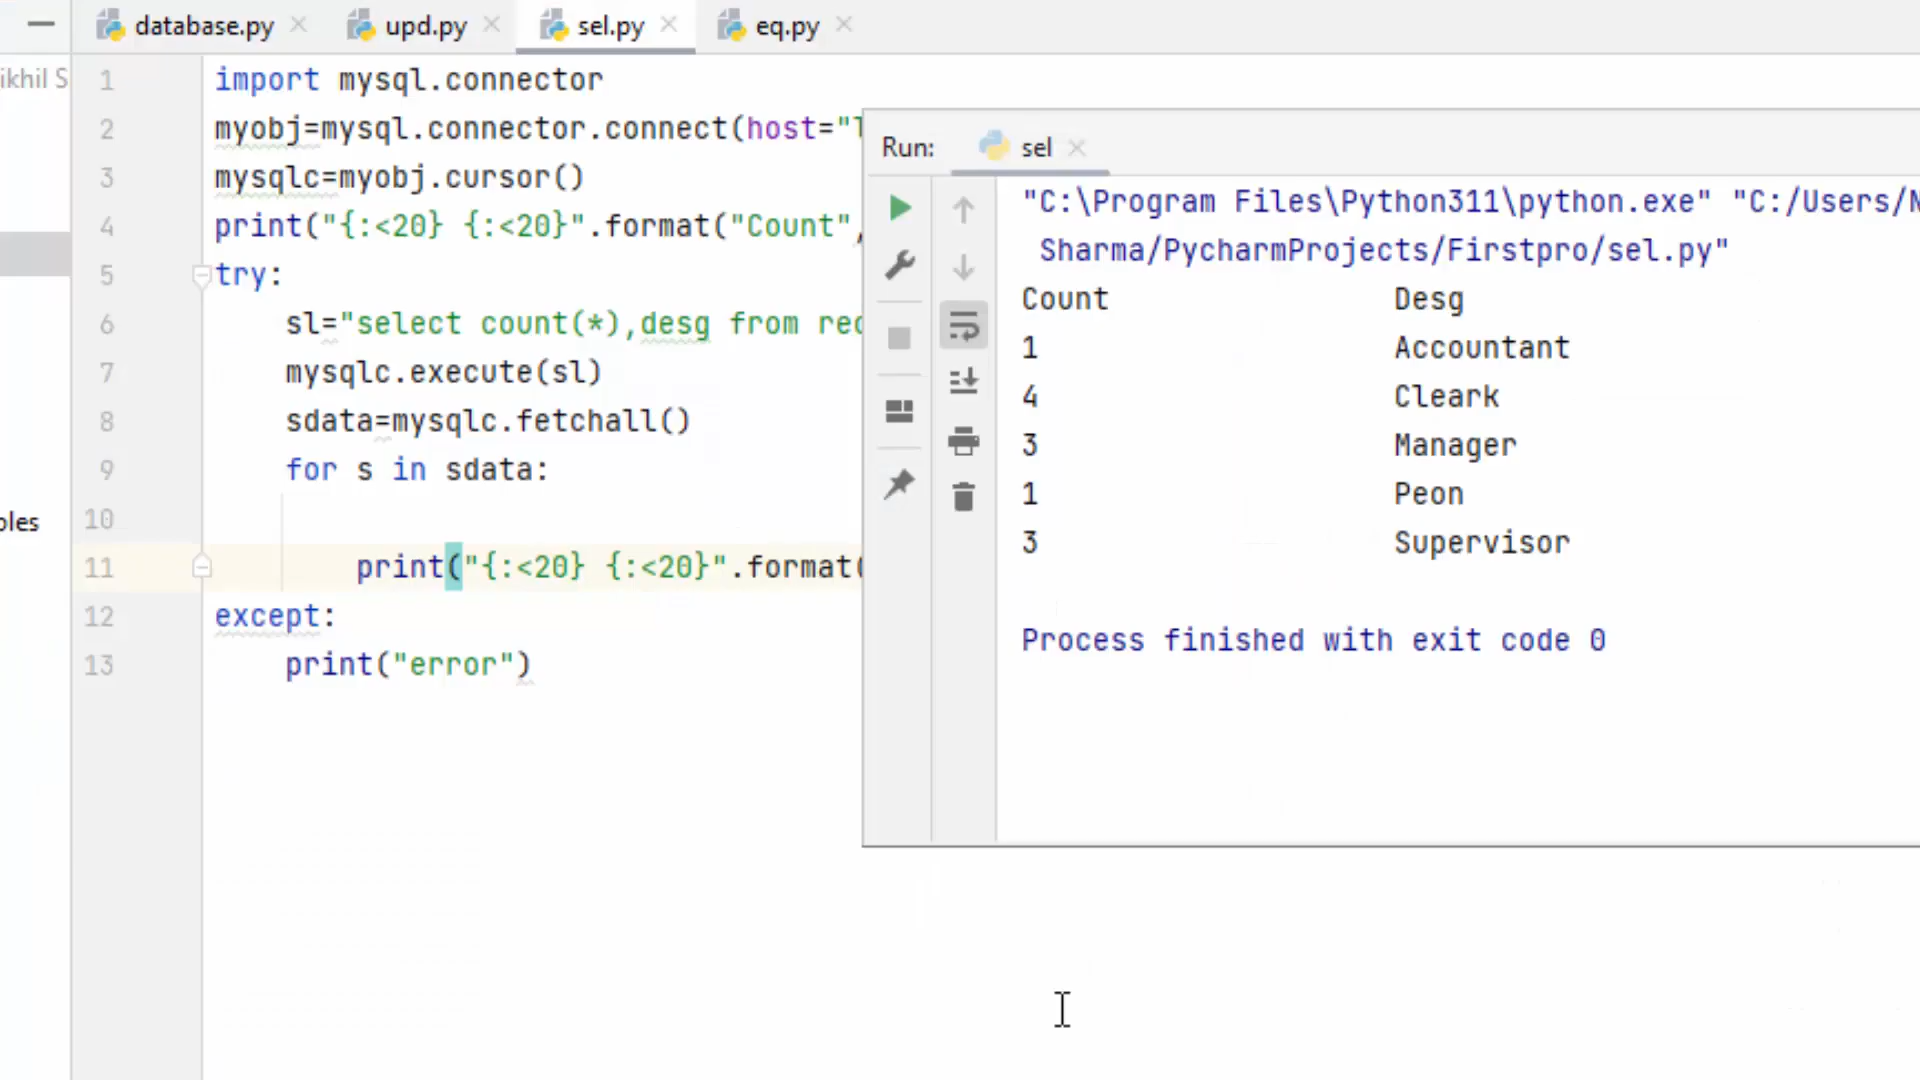 database.py upd.py sel.py eq.py
ikhil S
1 import mysql.connector
2 myobj=mysql.connector.connect(host="
3 mysqlc=myobj.cursor()
4 print("{:<20} {:<20}".format("Count",
5 try:
6 sl="select count(*),desg from rec
7 mysqlc.execute(sl)
8 sdata=mysqlc.fetchall()
9 for s in sdata:
10
bles
11 print("{:<20} {:<20}".format(
12 except:
13 print("error")
Run: sel
"C:\Program Files\Python311\python.exe" "C:/Users/N
Sharma/PycharmProjects/Firstpro/sel.py"
Count Desg
1 Accountant
4 Cleark
3 Manager
1 Peon
3 Supervisor
Process finished with exit code 0